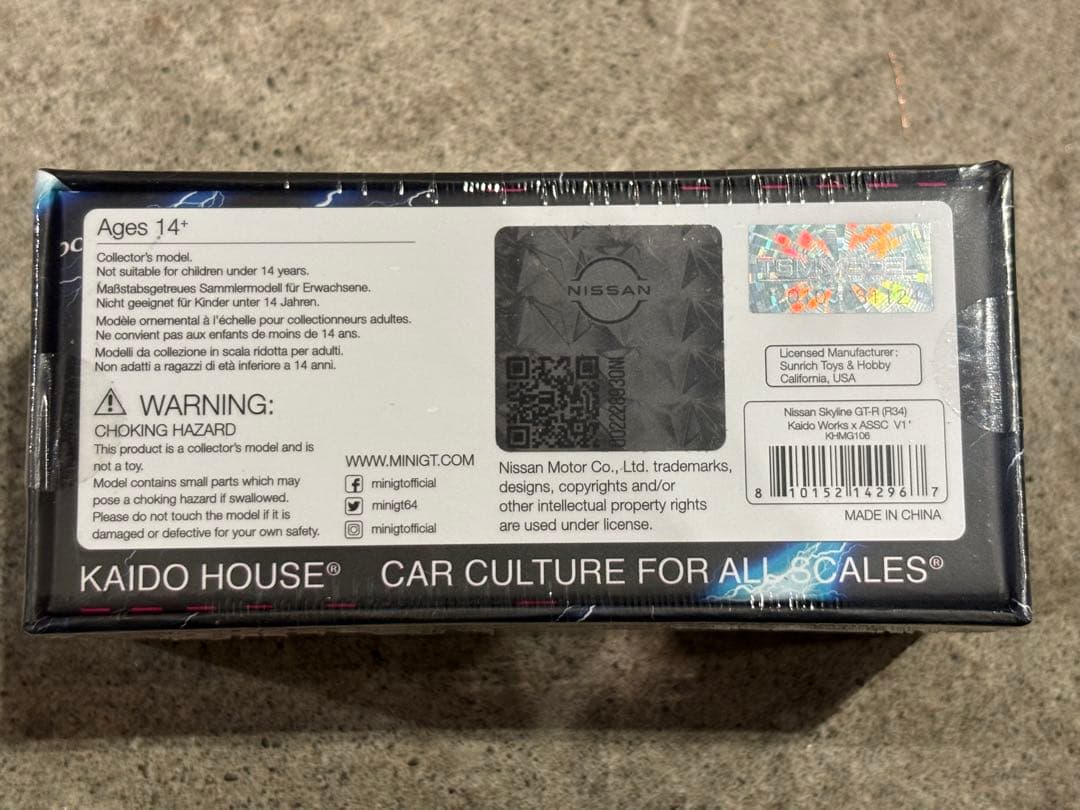 Ages 14+
Collector's model.
Not suitable for children under 14 years.
Maßstabsgetreues Sammlermodell für Erwachsene.
Nicht geeignet für Kinder unter 14 Jahren.
Modèle ornemental à l'échelle pour collectionneurs adultes.
Ne convient pas aux enfants de moins de 14 ans.
Modelli da collezione in scala ridotta per adulti.
Non adatti a ragazzi di età inferiore a 14 anni.
WARNING:
CHOKING HAZARD
This product is a collector's model and is
not a toy.
Model contains small parts which may
pose a choking hazard if swallowed.
Please do not touch the model if it is
damaged or defective for your own safety.
WWW.MINIGT.COM
minigtofficial
minigt64
minigtofficial
NISSAN
Nissan Motor Co., Ltd. trademarks,
designs, copyrights and/or
other intellectual property rights
are used under license.
Licensed Manufacturer:
Sunrich Toys & Hobby
California, USA
Nissan Skyline GT-R (R34)
Kaido Works x ASSC V1
KHMG106
8 10152 14296 7
MADE IN CHINA
KAIDO HOUSE® CAR CULTURE FOR ALL SCALES®